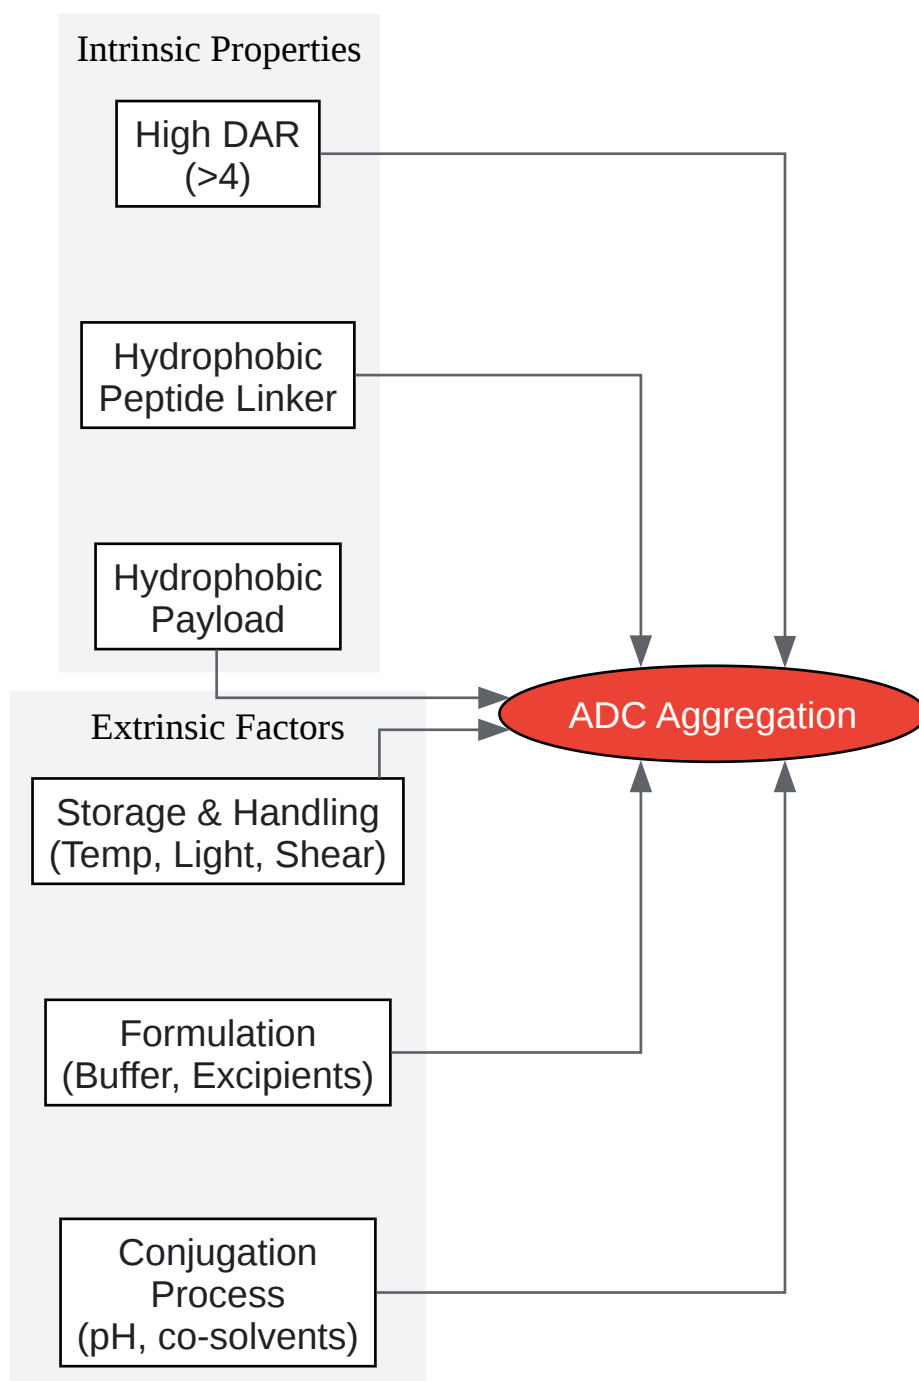 Intrinsic Properties
High DAR
(>4)
Hydrophobic
Peptide Linker
Hydrophobic
Payload
ADC Aggregation
Extrinsic Factors
Storage & Handling
(Temp, Light, Shear)
Formulation
(Buffer, Excipients)
Conjugation
Process
(pH, co-solvents)